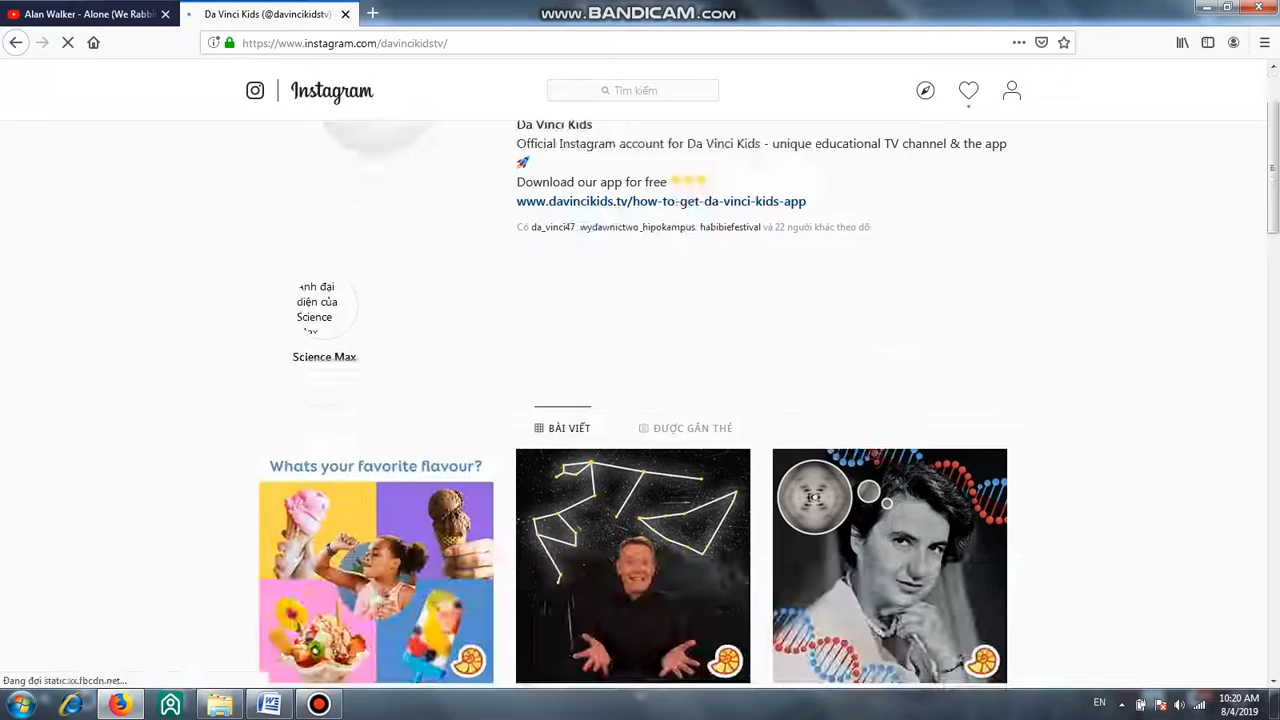 Alan Walker - Alone (We Rabbi
Da Vinci Kids (@davincikidstv)
www.BANDICAM.com
https://www.instagram.com/davincikidstv/
Instagram
Tìm kiếm
Da Vinci Kids
Official Instagram account for Da Vinci Kids - unique educational TV channel & the app
🚀
Download our app for free
www.davincikids.tv/how-to-get-da-vinci-kids-app
Có da_vinci47, wydawnictwo_hipokampus, habibiefestival và 22 người khác theo dõi
Ảnh đại
diện của
Science
Max
Science Max
BÀI VIẾT
ĐƯỢC GẮN THẺ
Whats your favorite flavour?
Đang đợi static.xx.fbcdn.net...
EN
10:20 AM
8/4/2019